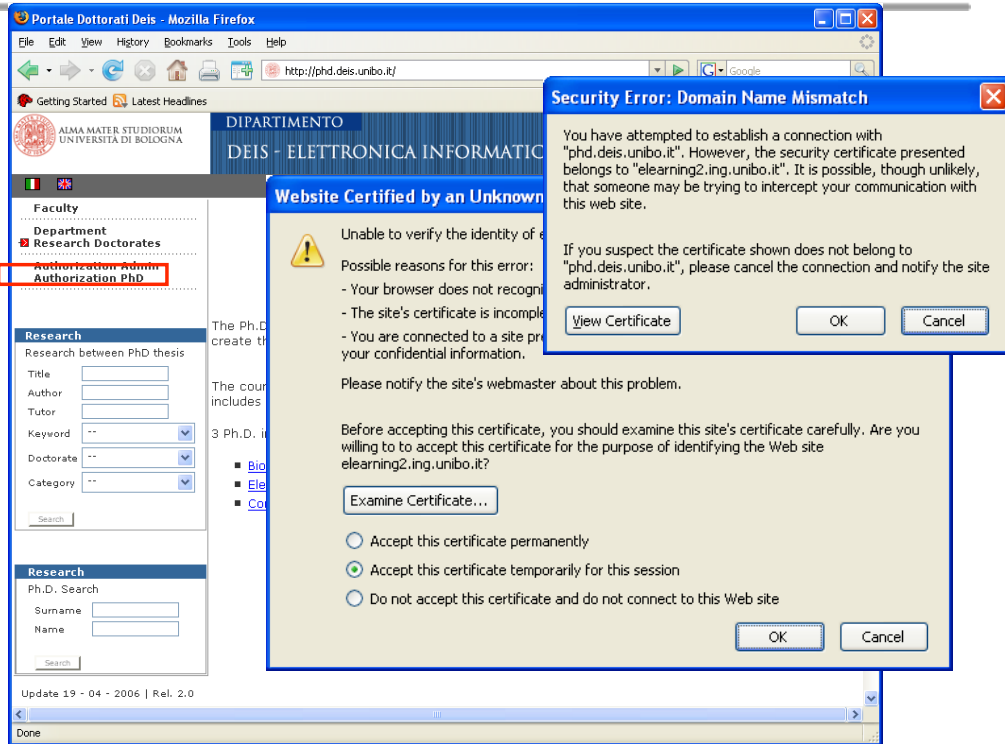 Portale Dottorati Deis - Mozilla Firefox
File Edit View History Bookmarks Tools Help
http://phd.deis.unibo.it/
G Google
Getting Started Latest Headlines
ALMA MATER STUDIORUM
UNIVERSITÀ DI BOLOGNA
DIPARTIMENTO
DEIS - ELETTRONICA INFORMATIC
Faculty
Department
Research Doctorates
Authorization Admin
Authorization PhD
Research
Research between PhD thesis
Title
Author
Tutor
Keyword --
Doctorate --
Category --
Search
Research
Ph.D. Search
Surname
Name
Search
Update 19 - 04 - 2006 | Rel. 2.0
Done
The Ph.D
create th
The cour
includes
3 Ph.D. i
Bio
Ele
Co
Website Certified by an Unknown
Unable to verify the identity of e
Possible reasons for this error:
- Your browser does not recogni
- The site's certificate is incomple
- You are connected to a site pre
your confidential information.
Please notify the site's webmaster about this problem.
Before accepting this certificate, you should examine this site's certificate carefully. Are you
willing to to accept this certificate for the purpose of identifying the Web site
elearning2.ing.unibo.it?
Examine Certificate...
Accept this certificate permanently
Accept this certificate temporarily for this session
Do not accept this certificate and do not connect to this Web site
OK Cancel
Security Error: Domain Name Mismatch
You have attempted to establish a connection with
"phd.deis.unibo.it". However, the security certificate presented
belongs to "elearning2.ing.unibo.it". It is possible, though unlikely,
that someone may be trying to intercept your communication with
this web site.
If you suspect the certificate shown does not belong to
"phd.deis.unibo.it", please cancel the connection and notify the site
administrator.
View Certificate OK Cancel